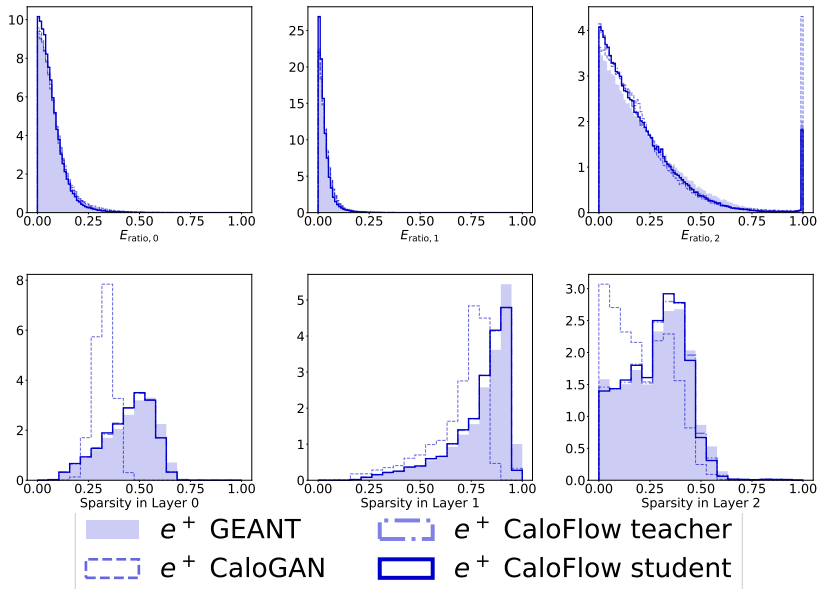 10
8
6
4
2
0
0.00 0.25 0.50 0.75 1.00
E_ratio, 0
25
20
15
10
5
0
0.00 0.25 0.50 0.75 1.00
E_ratio, 1
4
3
2
1
0
0.00 0.25 0.50 0.75 1.00
E_ratio, 2
8
6
4
2
0
0.00 0.25 0.50 0.75 1.00
Sparsity in Layer 0
5
4
3
2
1
0
0.00 0.25 0.50 0.75 1.00
Sparsity in Layer 1
3.0
2.5
2.0
1.5
1.0
0.5
0.0
0.00 0.25 0.50 0.75 1.00
Sparsity in Layer 2
e⁺ GEANT
e⁺ CaloGAN
e⁺ CaloFlow teacher
e⁺ CaloFlow student